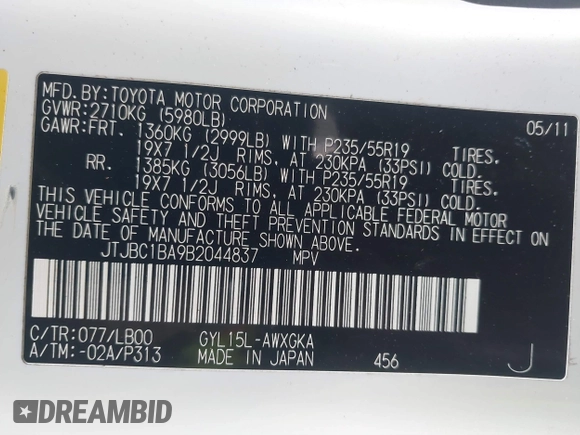 MFD.BY:TOYOTA MOTOR CORPORATION 05/11
GVWR:2710KG (5980LB)
GAWR:FRT. 1360KG (2999LB) WITH P235/55R19 TIRES.
19X7 1/2J RIMS. AT 230KPA (33PSI) COLD.
RR. 1385KG (3056LB) WITH P235/55R19 TIRES.
19X7 1/2J RIMS. AT 230KPA (33PSI) COLD.
THIS VEHICLE CONFORMS TO ALL APPLICABLE FEDERAL MOTOR
VEHICLE SAFETY AND THEFT PREVENTION STANDARDS IN EFFECT ON
THE DATE OF MANUFACTURE SHOWN ABOVE.
JTJBC1BA9B2044837 MPV
C/TR:077/LB00 GYL15L-AWXGKA
A/TM:-02A/P313 MADE IN JAPAN 456 J
DREAMBID